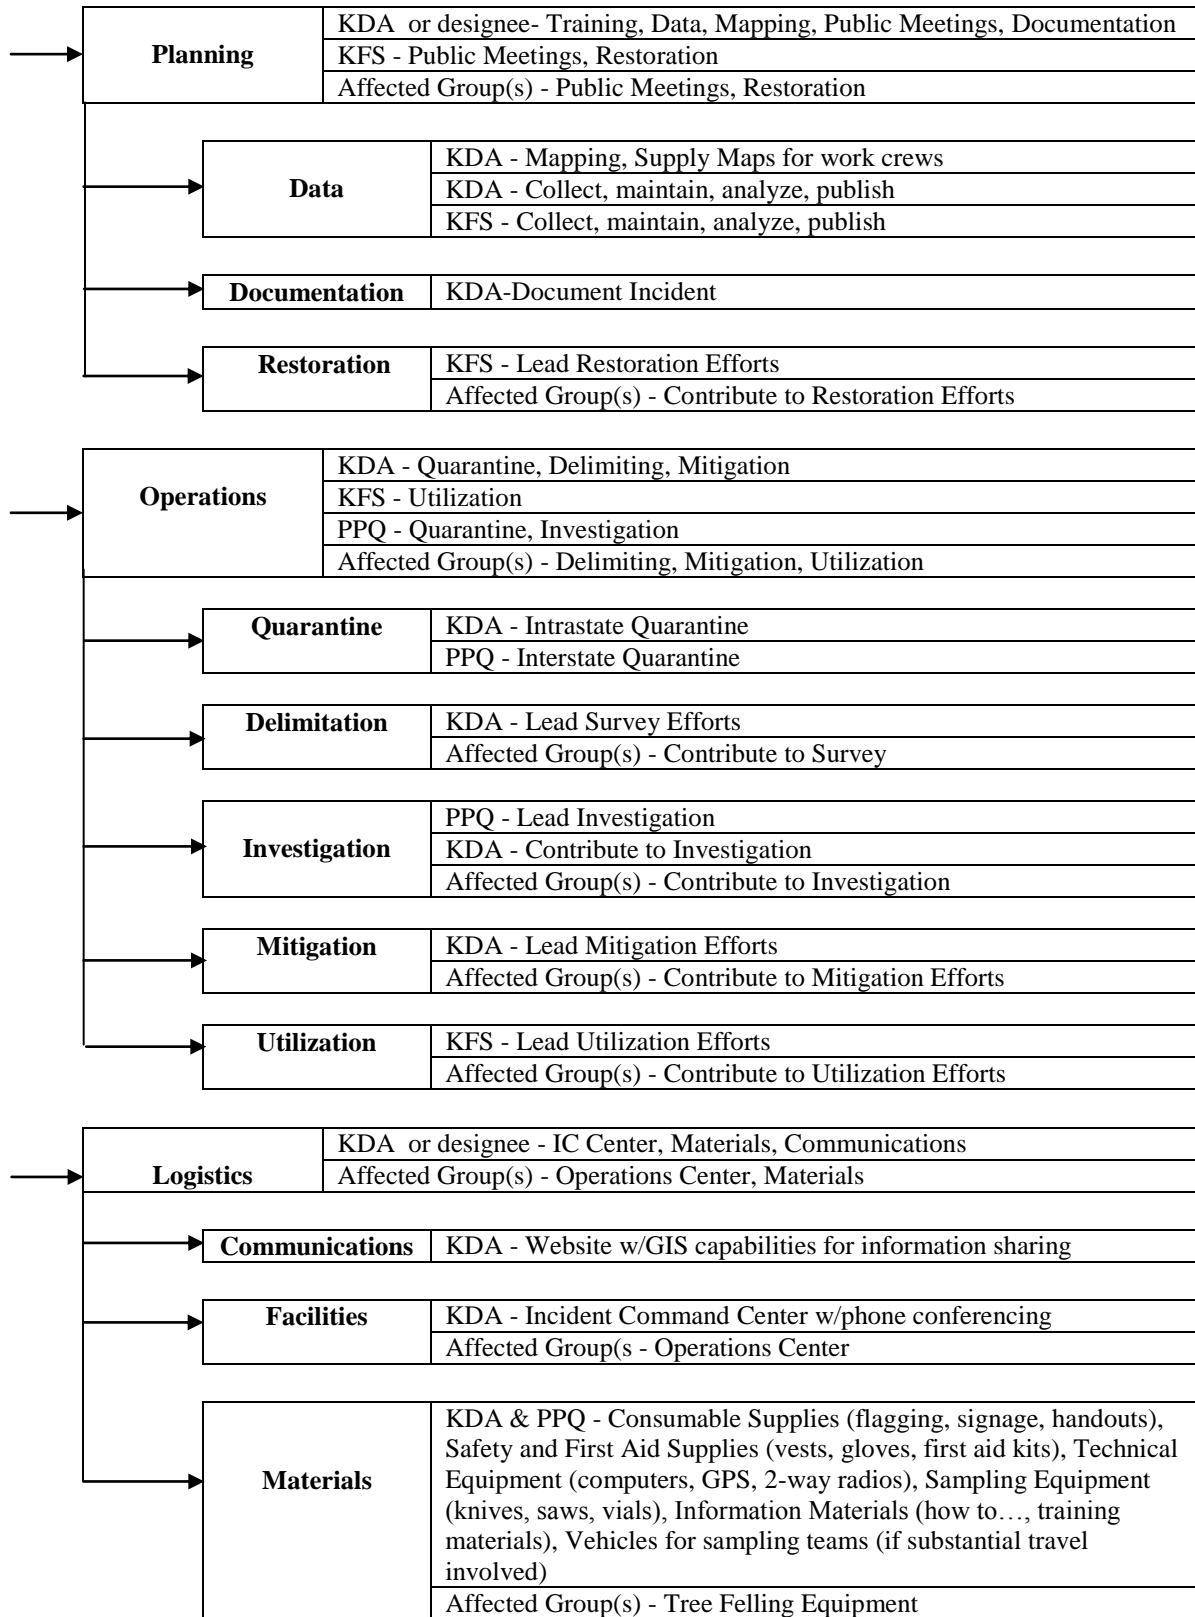 KDA  or designee- Training, Data, Mapping, Public Meetings, Documentation
Planning
KFS - Public Meetings, Restoration
Affected Group(s) - Public Meetings, Restoration
KDA - Mapping, Supply Maps for work crews
Data
KDA - Collect, maintain, analyze, publish
KFS - Collect, maintain, analyze, publish
Documentation
KDA-Document Incident
Restoration
KFS - Lead Restoration Efforts
Affected Group(s) - Contribute to Restoration Efforts
KDA - Quarantine, Delimiting, Mitigation
Operations
KFS - Utilization
PPQ - Quarantine, Investigation
Affected Group(s) - Delimiting, Mitigation, Utilization
Quarantine
KDA - Intrastate Quarantine
PPQ - Interstate Quarantine
Delimitation
KDA - Lead Survey Efforts
Affected Group(s) - Contribute to Survey
PPQ - Lead Investigation
Investigation
KDA - Contribute to Investigation
Affected Group(s) - Contribute to Investigation
Mitigation
KDA - Lead Mitigation Efforts
Affected Group(s) - Contribute to Mitigation Efforts
Utilization
KFS - Lead Utilization Efforts
Affected Group(s) - Contribute to Utilization Efforts
KDA  or designee - IC Center, Materials, Communications
Logistics
Affected Group(s) - Operations Center, Materials
Communications
KDA - Website w/GIS capabilities for information sharing
Facilities
KDA - Incident Command Center w/phone conferencing
Affected Group(s - Operations Center
Materials
KDA & PPQ - Consumable Supplies (flagging, signage, handouts),
Safety and First Aid Supplies (vests, gloves, first aid kits), Technical
Equipment (computers, GPS, 2-way radios), Sampling Equipment
(knives, saws, vials), Information Materials (how to…, training
materials), Vehicles for sampling teams (if substantial travel
involved)
Affected Group(s) - Tree Felling Equipment